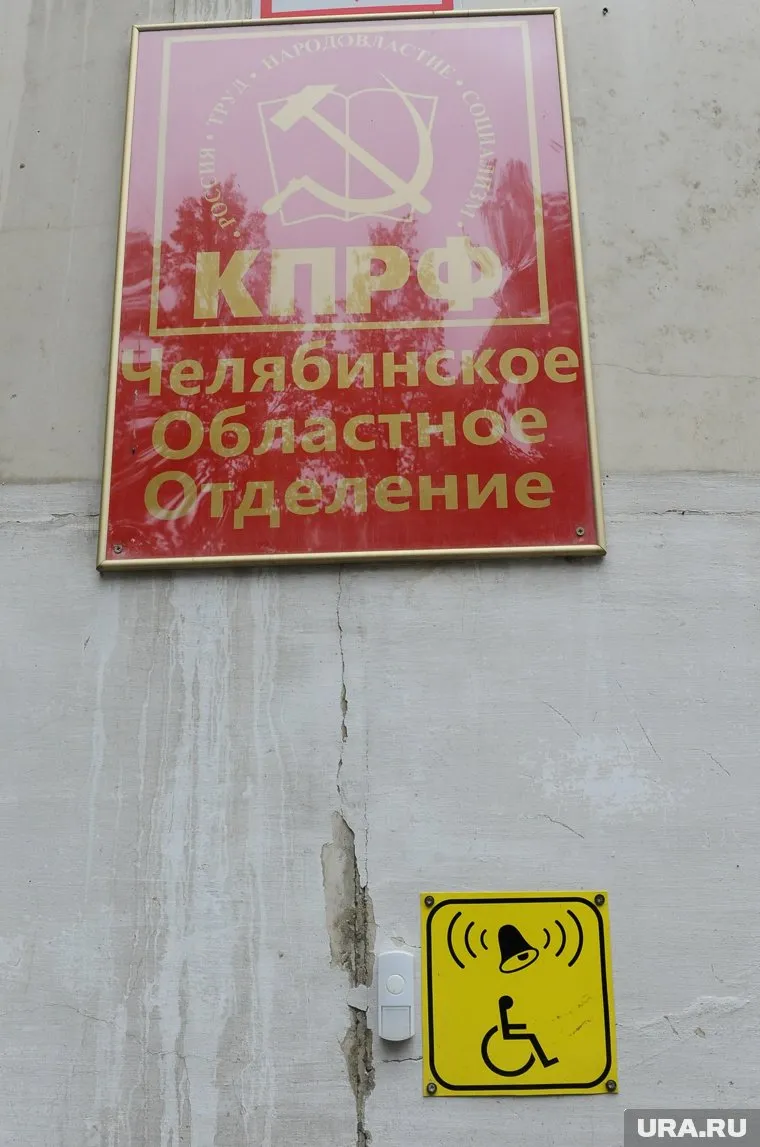 РОССИЯ • ТРУД • НАРОДОВЛАСТИЕ • СОЦИАЛИЗМ
КПРФ
Челябинское
Областное
Отделение
URA.RU